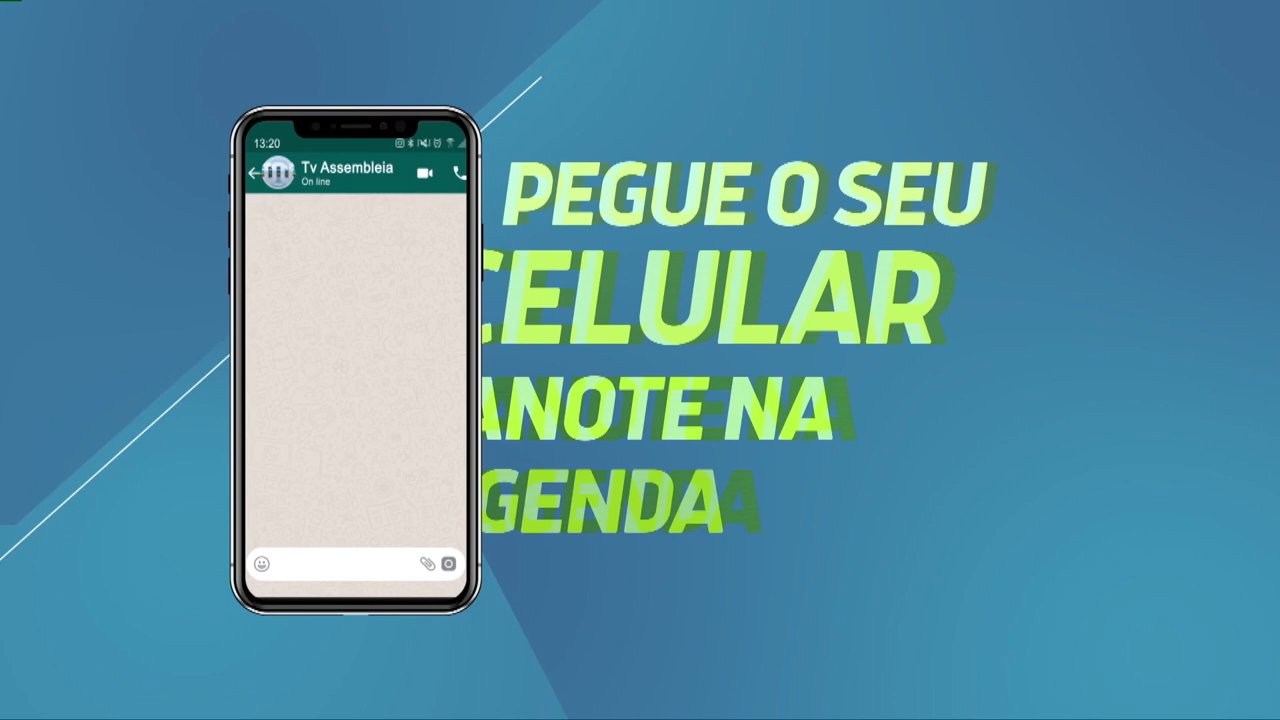 13:20
Tv Assembleia
On line
PEGUE O SEU
CELULAR
ANOTE NA
GENDA